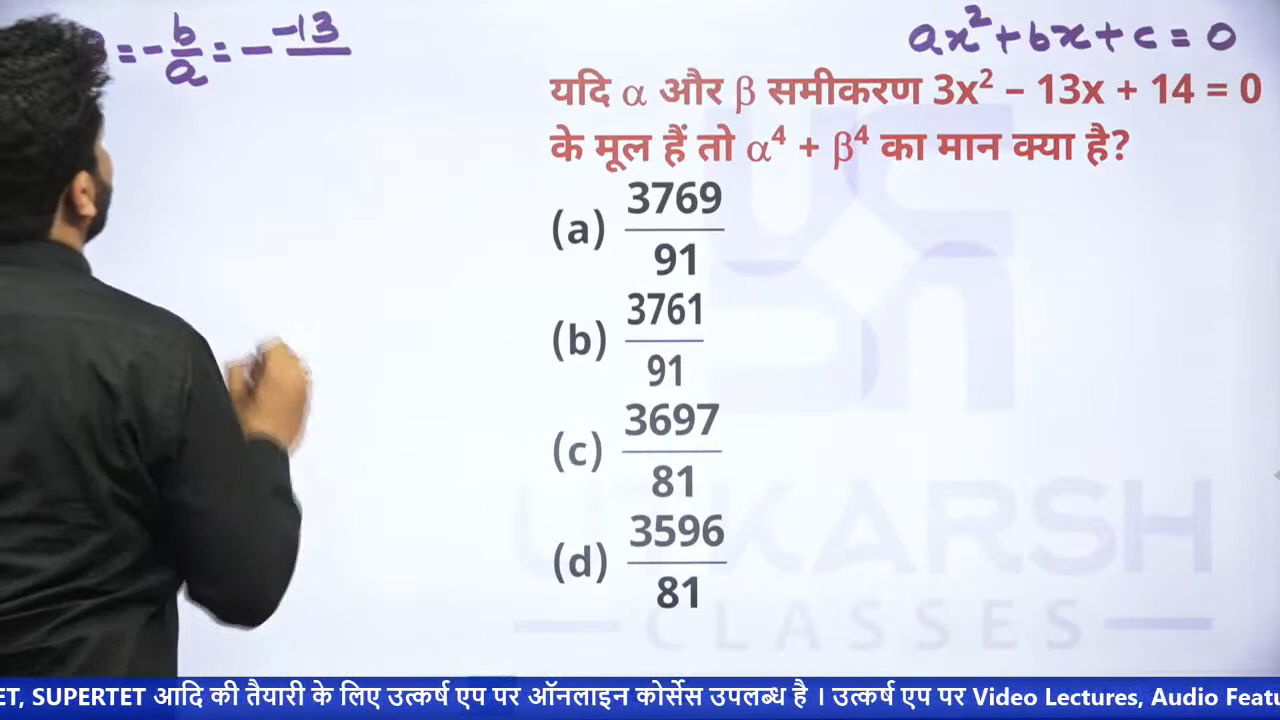 = -b/a = - -13
ax² + bx + c = 0
यदि α और β समीकरण 3x² – 13x + 14 = 0
के मूल हैं तो α⁴ + β⁴ का मान क्या है?
(a) 3769/91
(b) 3761/91
(c) 3697/81
(d) 3596/81
UTKARSH
CLASSES
SUPERTET आदि की तैयारी के लिए उत्कर्ष एप पर ऑनलाइन कोर्सेस उपलब्ध है । उत्कर्ष एप पर Video Lectures, Audio